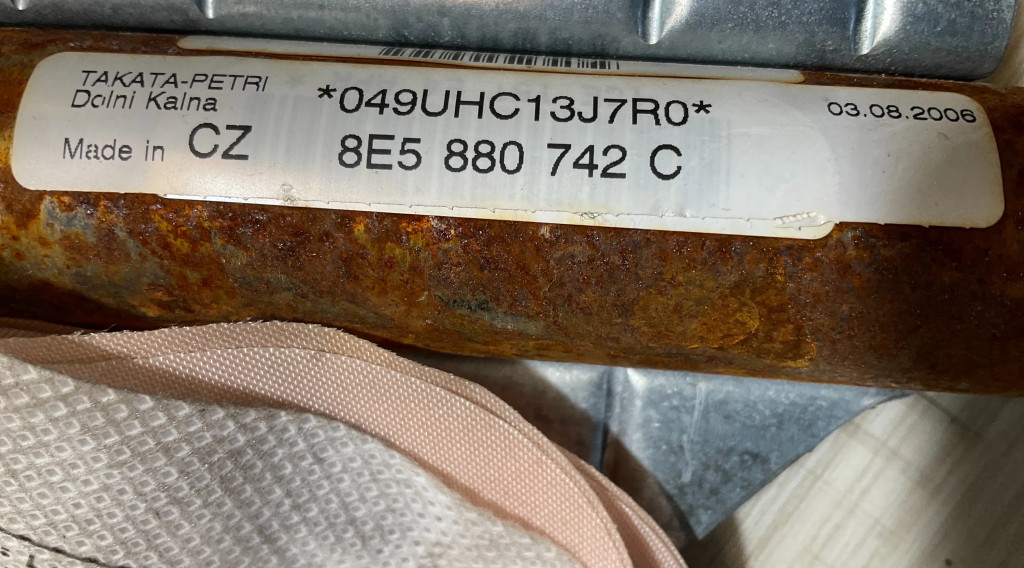 TAKATA-PETRI
Dolni Kalna
Made in CZ
*049UHC13J7R0*
8E5 880 742 C
03.08.2006